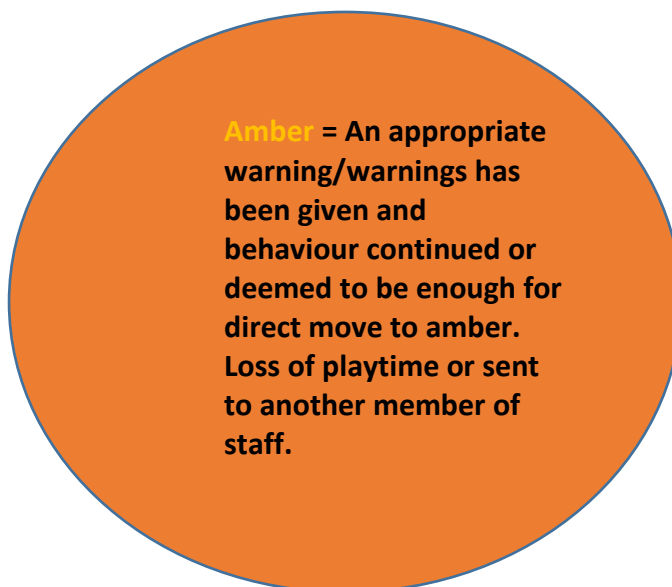 Amber = An appropriate
warning/warnings has
been given and
behaviour continued or
deemed to be enough for
direct move to amber.
Loss of playtime or sent
to another member of
staff.